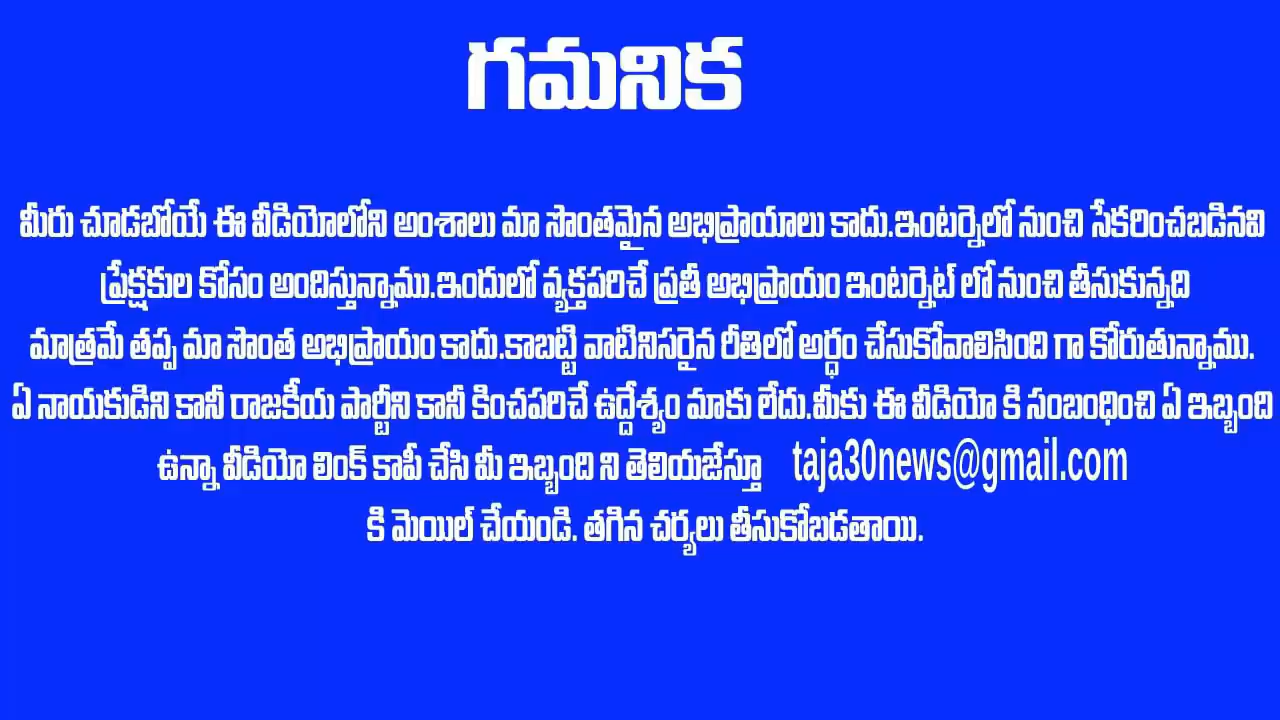 గమనిక
మీరు చూడబోయే ఈ వీడియోలోని అంశాలు మా సొంతమైన అభిప్రాయాలు కాదు.ఇంటర్నెలో నుంచి సేకరించబడినవి
ప్రేక్షకుల కోసం అందిస్తున్నాము.ఇందులో వ్యక్తపరిచే ప్రతీ అభిప్రాయం ఇంటర్నెట్ లో నుంచి తీసుకున్నది
మాత్రమే తప్ప మా సొంత అభిప్రాయం కాదు.కాబట్టి వాటినిసరైన రీతిలో అర్ధం చేసుకోవాలిసింది గా కోరుతున్నాము.
ఏ నాయకుడిని కానీ రాజకీయ పార్టీని కానీ కించపరిచే ఉద్దేశ్యం మాకు లేదు.మీకు ఈ వీడియో కి సంబంధించి ఏ ఇబ్బంది
ఉన్నా వీడియో లింక్ కాపీ చేసి మీ ఇబ్బంది ని తెలియజేస్తూ taja30news@gmail.com
కి మెయిల్ చేయండి. తగిన చర్యలు తీసుకోబడతాయి.